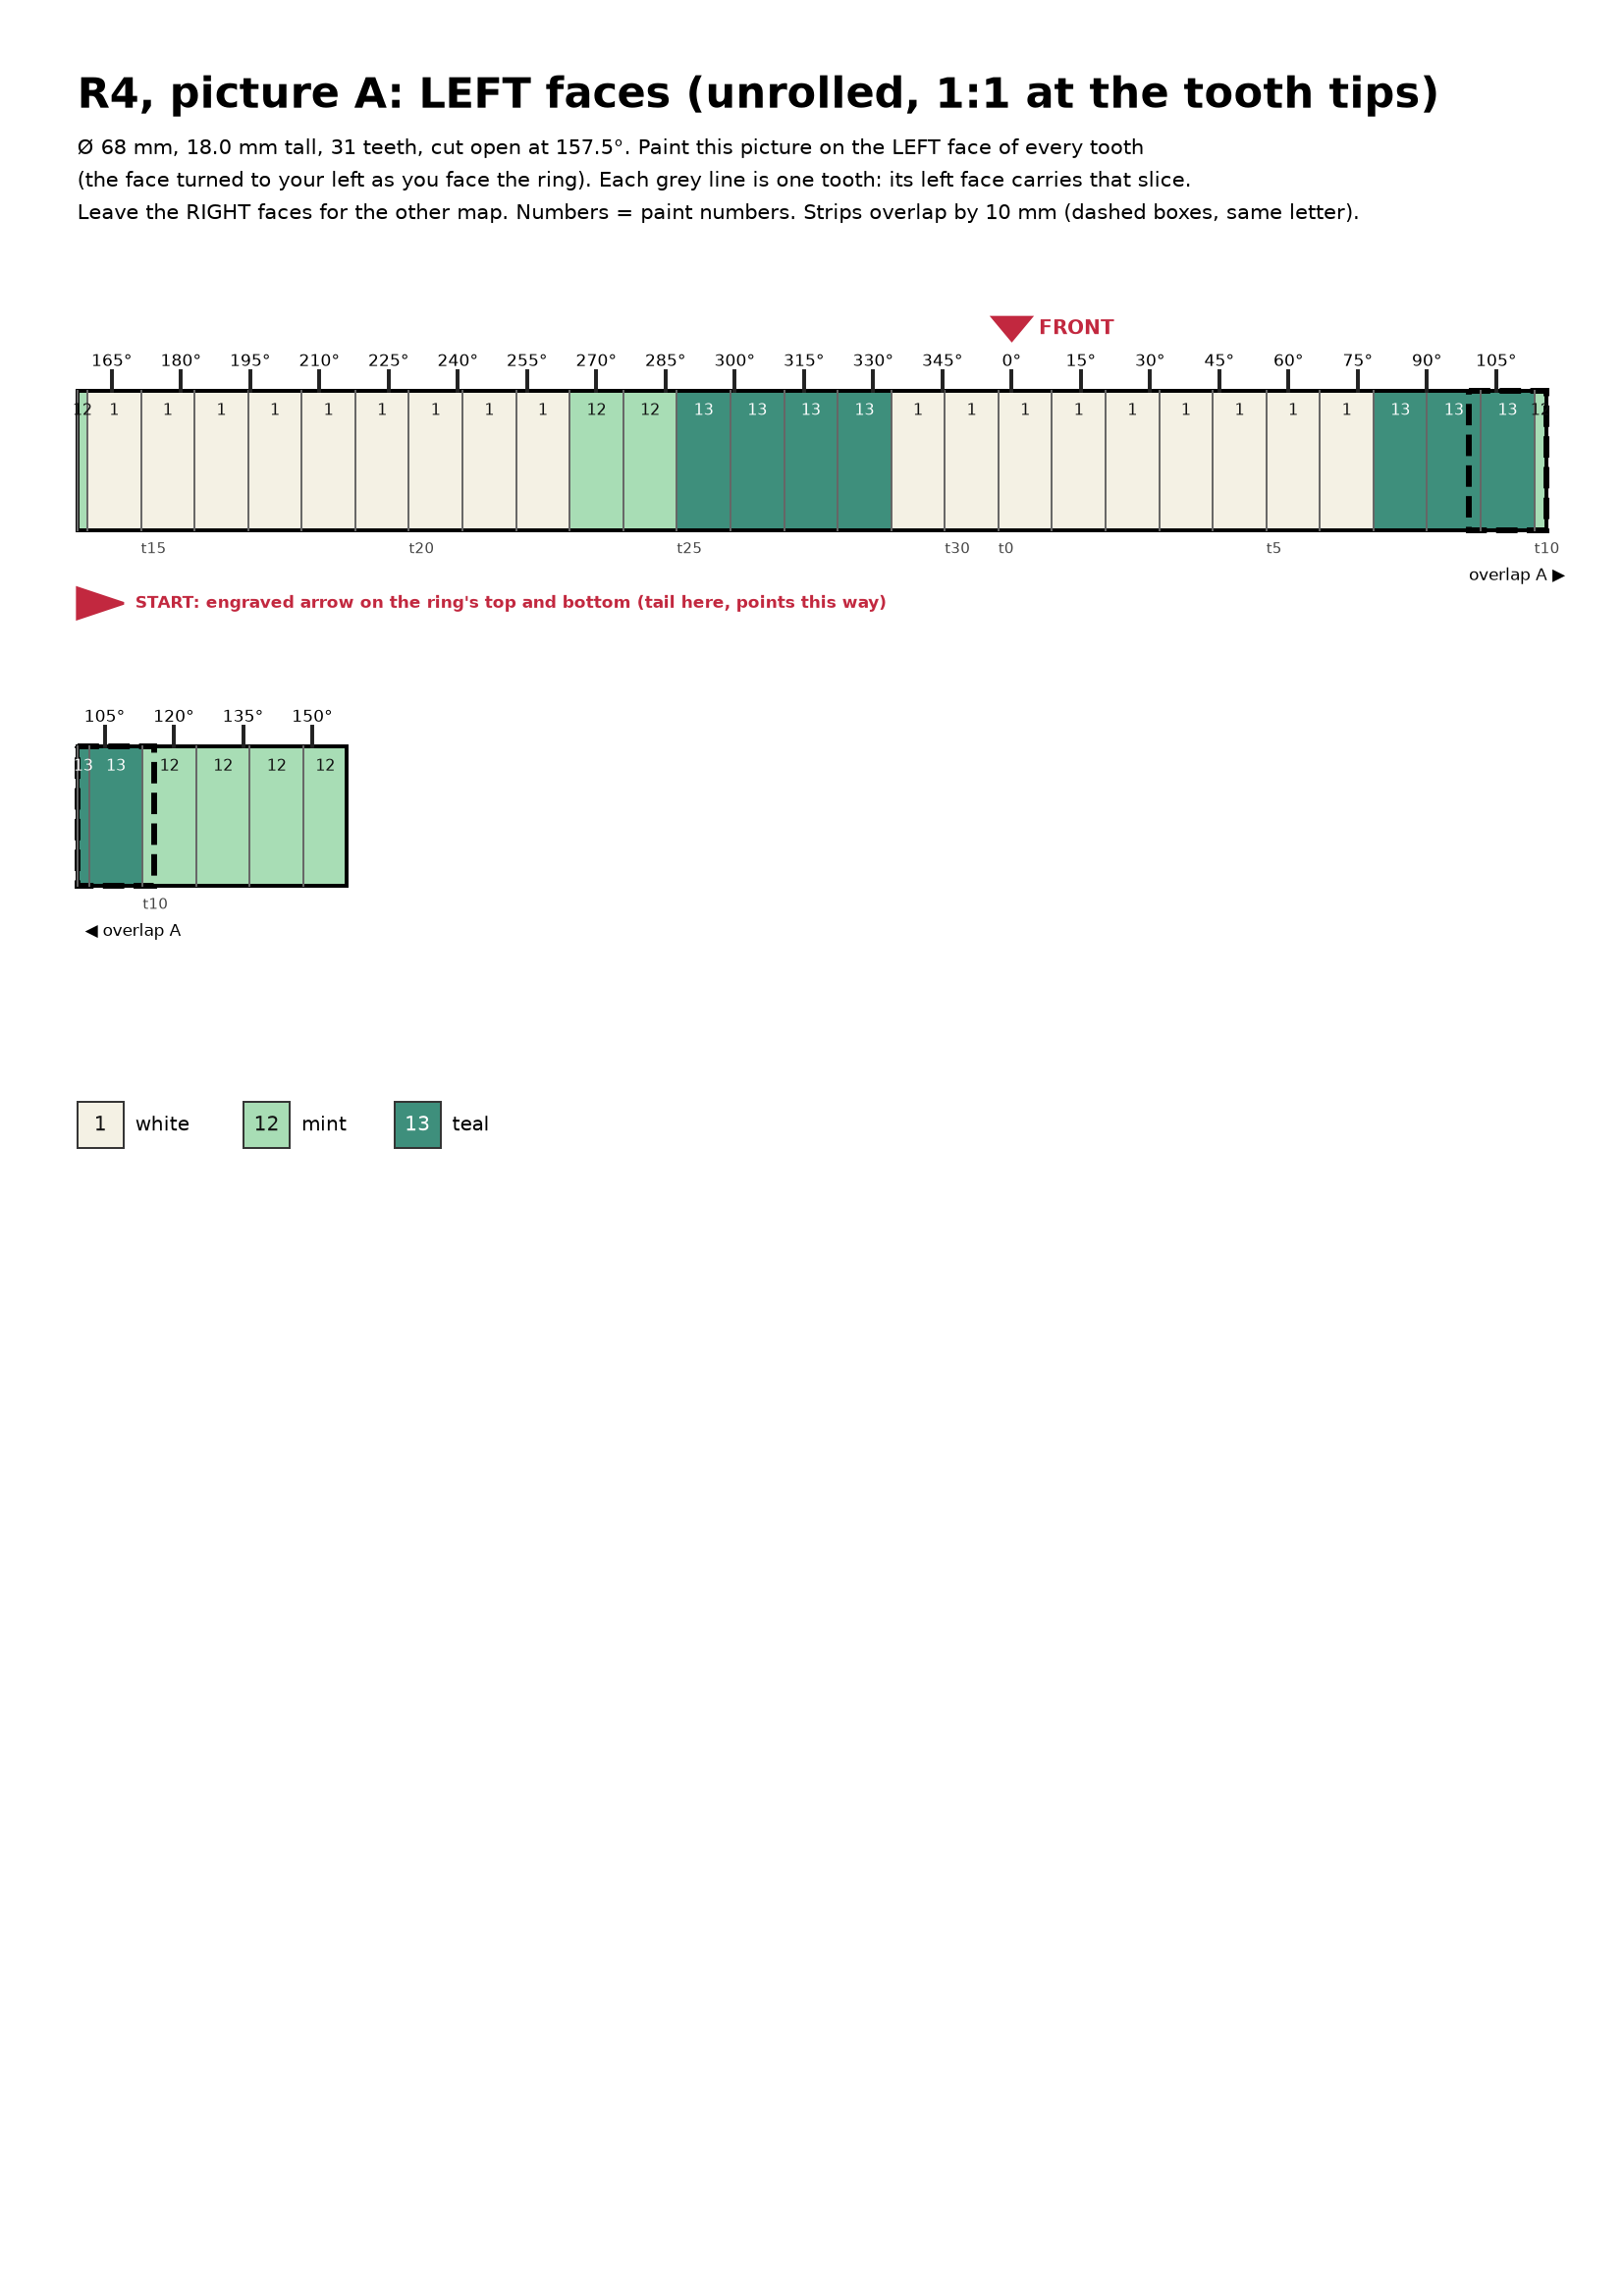 R4, picture A: LEFT faces (unrolled, 1:1 at the tooth tips)
Ø 68 mm, 18.0 mm tall, 31 teeth, cut open at 157.5°. Paint this picture on the LEFT face of every tooth
(the face turned to your left as you face the ring). Each grey line is one tooth: its left face carries that slice.
Leave the RIGHT faces for the other map. Numbers = paint numbers. Strips overlap by 10 mm (dashed boxes, same letter).
FRONT
165° 180° 195° 210° 225° 240° 255° 270° 285° 300° 315° 330° 345° 0° 15° 30° 45° 60° 75° 90° 105°
12 1 1 1 1 1 1 1 1 1 12 12 13 13 13 13 1 1 1 1 1 1 1 1 1 13 13 13 12
t15 t20 t25 t30 t0 t5 t10
overlap A ▶
START: engraved arrow on the ring's top and bottom (tail here, points this way)
105° 120° 135° 150°
13 13 12 12 12 12
t10
◀ overlap A
1 white 12 mint 13 teal